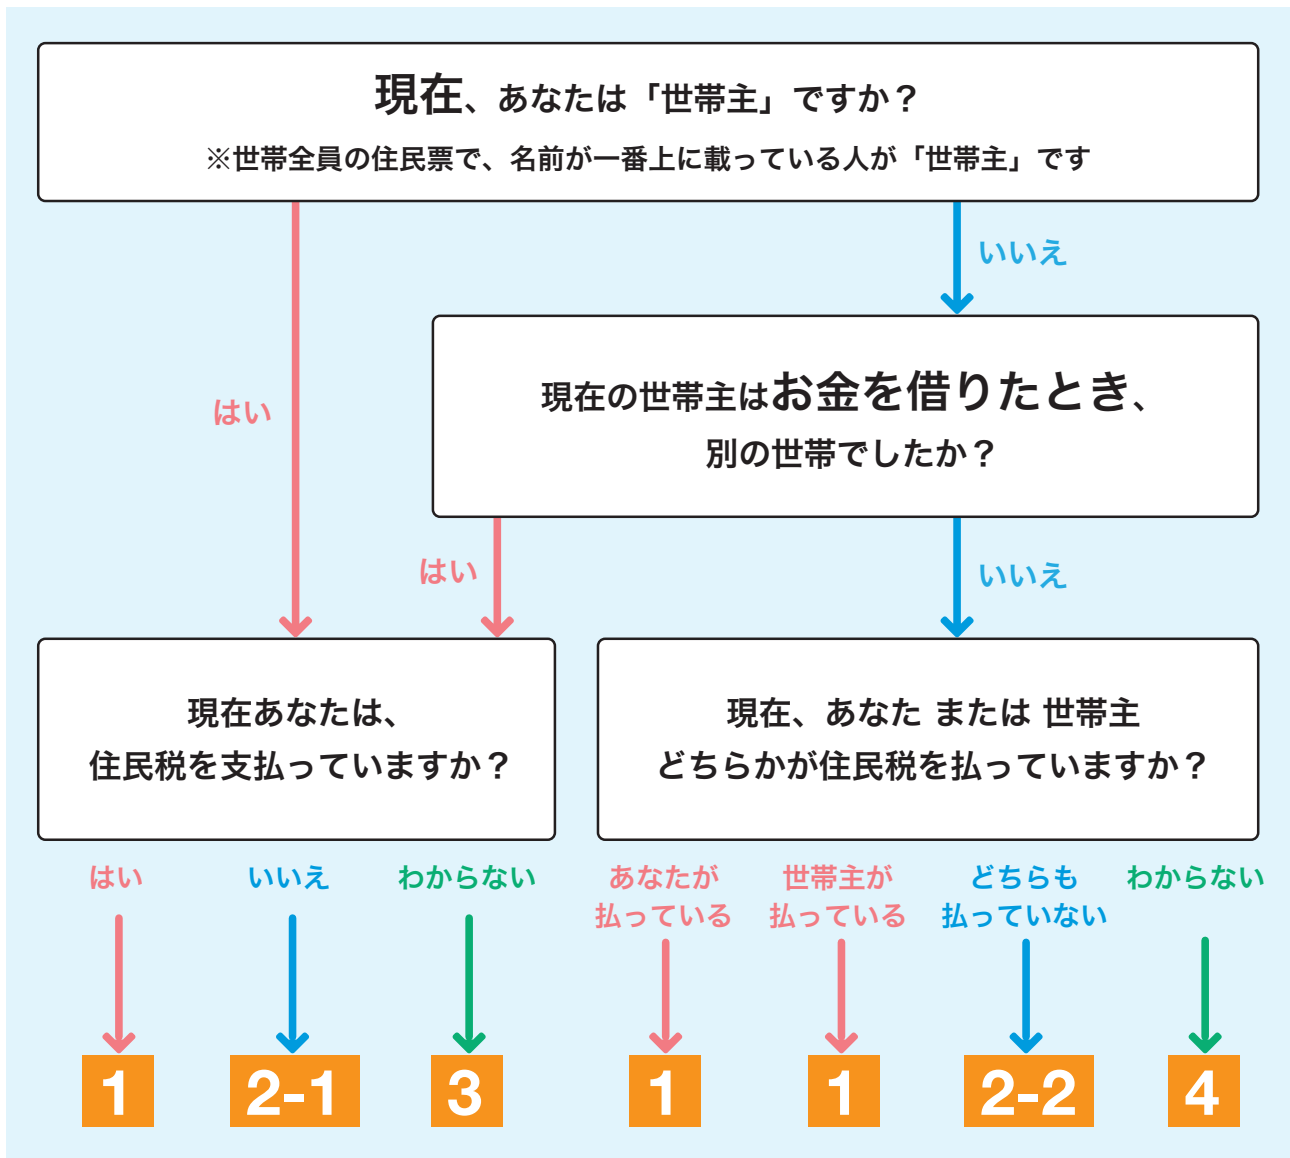 現在、あなたは「世帯主」ですか？
※世帯全員の住民票で、名前が一番上に載っている人が「世帯主」です
いいえ
はい
現在の世帯主はお金を借りたとき、
別の世帯でしたか？
はい
いいえ
現在あなたは、
住民税を支払っていますか？
現在、あなた または 世帯主
どちらかが住民税を払っていますか？
はい
いいえ
わからない
あなたが
払っている
世帯主が
払っている
どちらも
払っていない
わからない
1
2-1
3
1
1
2-2
4